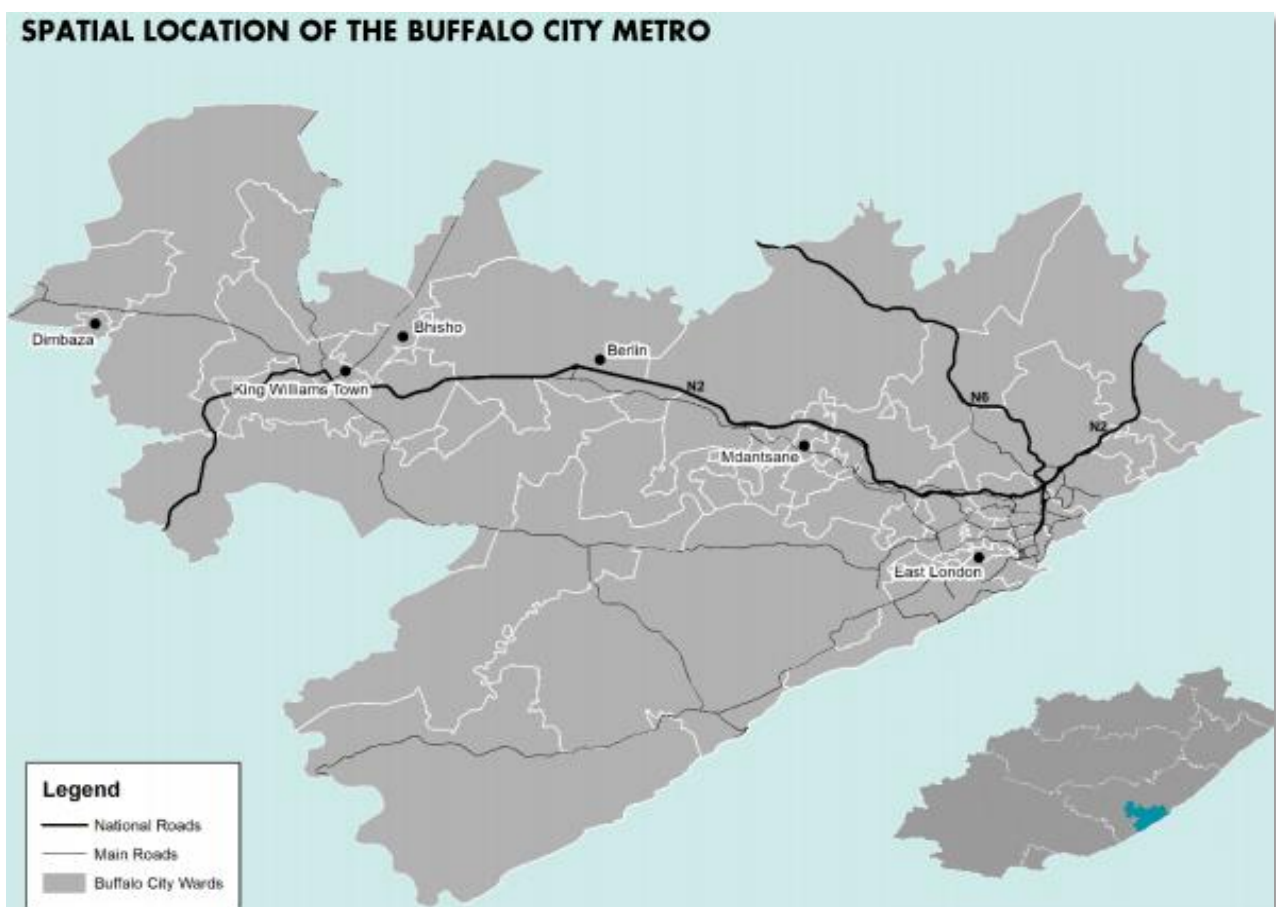 SPATIAL LOCATION OF THE BUFFALO CITY METRO
Dimbaza
Bhisho
King Williams Town
Berlin
N2
N6
N2
Mdantsane
East London
Legend
National Roads
Main Roads
Buffalo City Wards